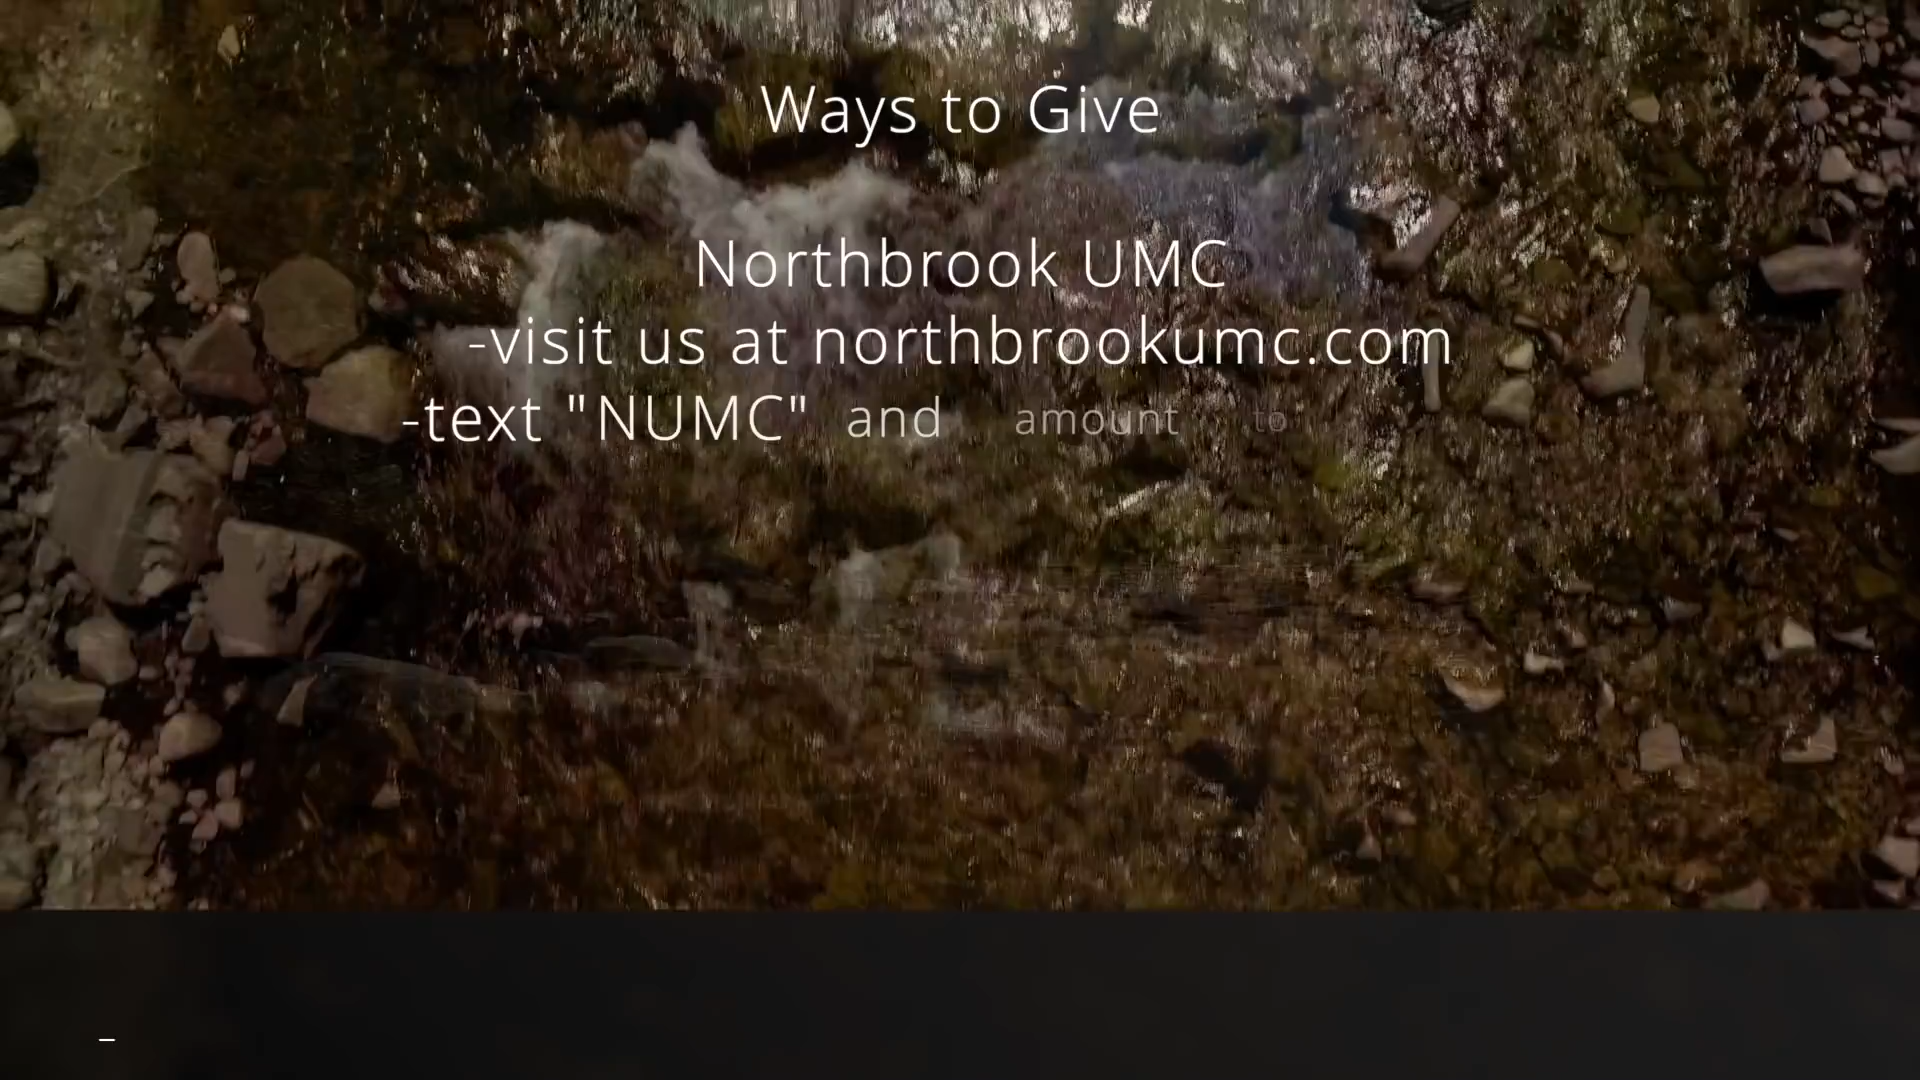 Ways to Give
Northbrook UMC
-visit us at northbrookumc.com
-text "NUMC" and amount to